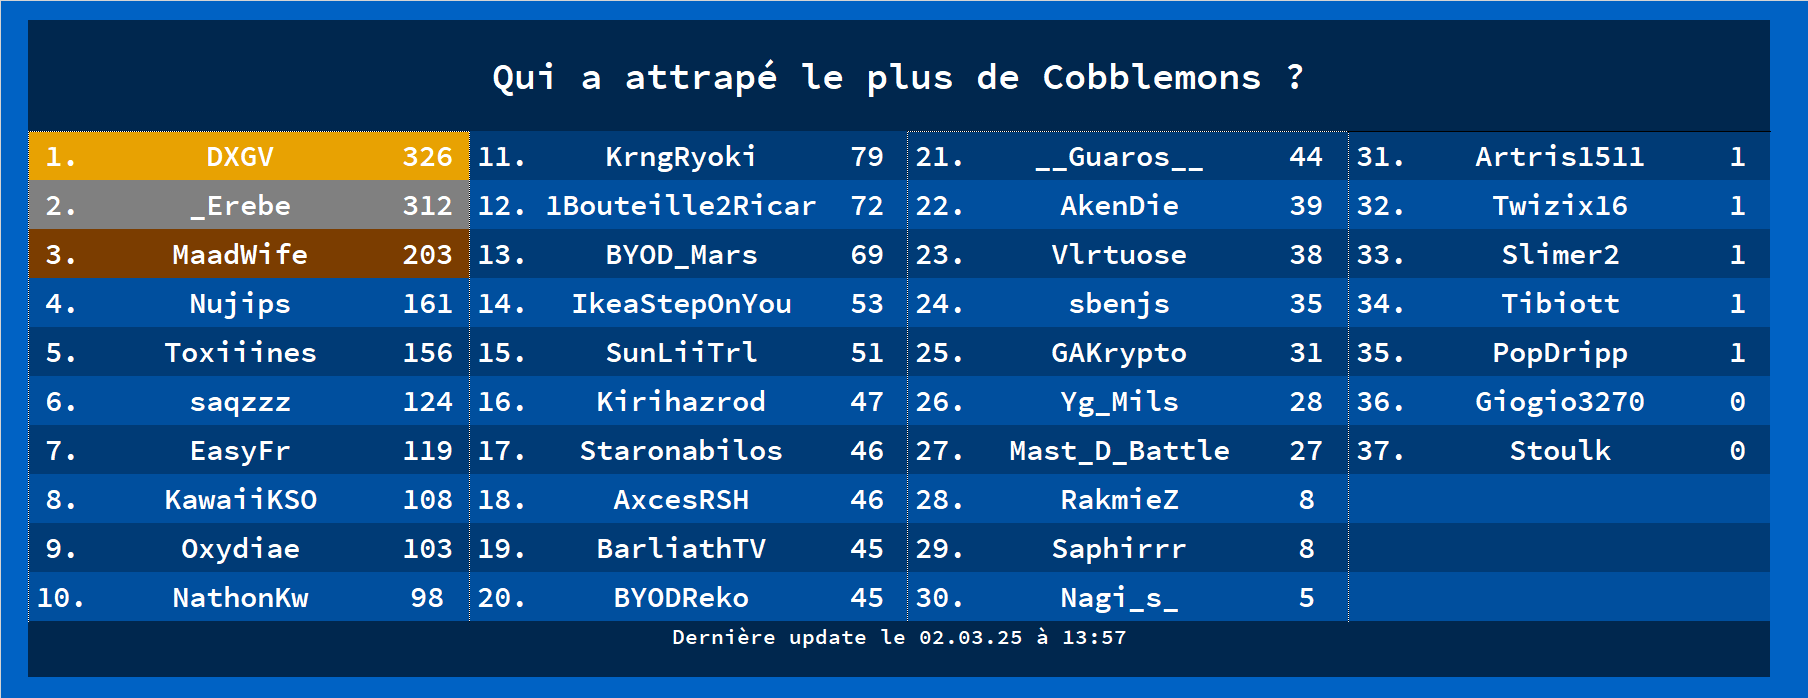 Qui a attrapé le plus de Cobblemons ?
1. DXGV 326
2. _Erebe 312
3. MaadWife 203
4. Nujips 161
5. Toxiiines 156
6. saqzzz 124
7. EasyFr 119
8. KawaiiKSO 108
9. Oxydiae 103
10. NathonKw 98
11. KrngRyoki 79
12. 1Bouteille2Ricar 72
13. BYOD_Mars 69
14. IkeaStepOnYou 53
15. SunLiiTrl 51
16. Kirihazrod 47
17. Staronabilos 46
18. AxcesRSH 46
19. BarliathTV 45
20. BYODReko 45
21. __Guaros__ 44
22. AkenDie 39
23. Vlrtuose 38
24. sbenjs 35
25. GAKrypto 31
26. Yg_Mils 28
27. Mast_D_Battle 27
28. RakmieZ 8
29. Saphirrr 8
30. Nagi_s_ 5
31. Artris1511 1
32. Twizix16 1
33. Slimer2 1
34. Tibiott 1
35. PopDripp 1
36. Giogio3270 0
37. Stoulk 0
Dernière update le 02.03.25 à 13:57